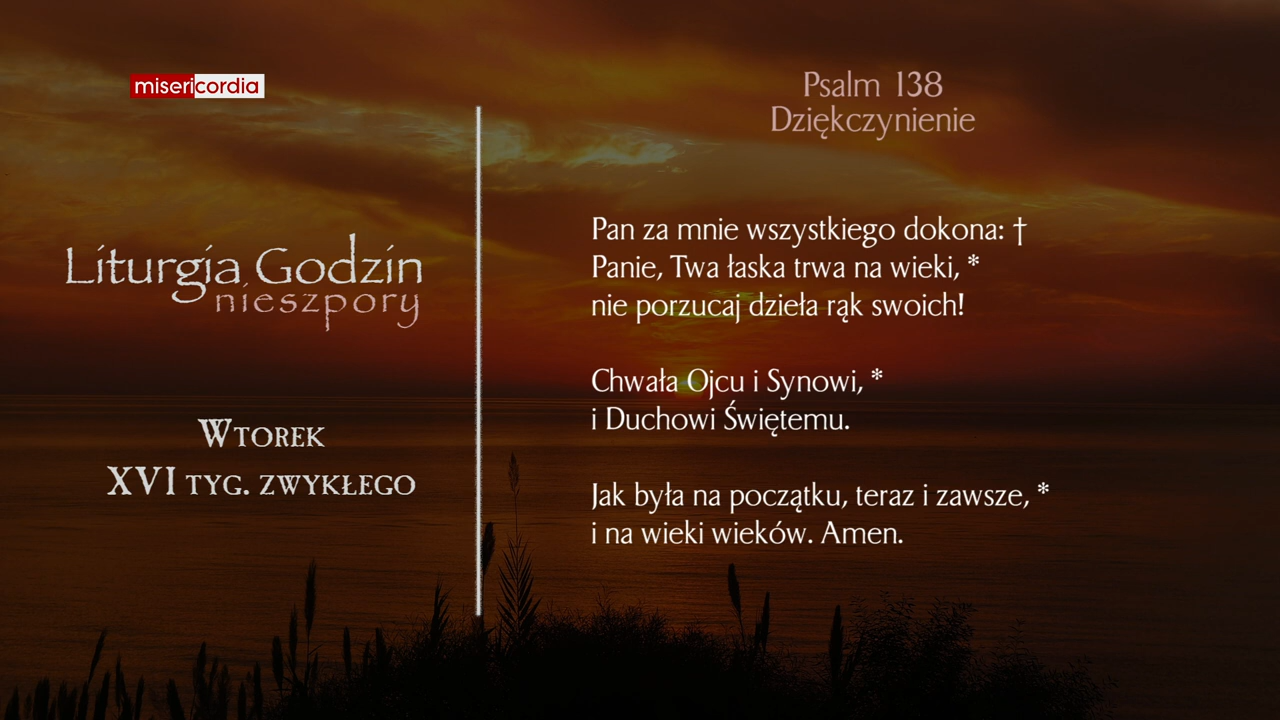 misericordia
Liturgia Godzin
nieszpory
Wtorek
XVI tyg. zwykłego
Psalm 138
Dziękczynienie
Pan za mnie wszystkiego dokona: †
Panie, Twa łaska trwa na wieki, *
nie porzucaj dzieła rąk swoich!
Chwała Ojcu i Synowi, *
i Duchowi Świętemu.
Jak była na początku, teraz i zawsze, *
i na wieki wieków. Amen.